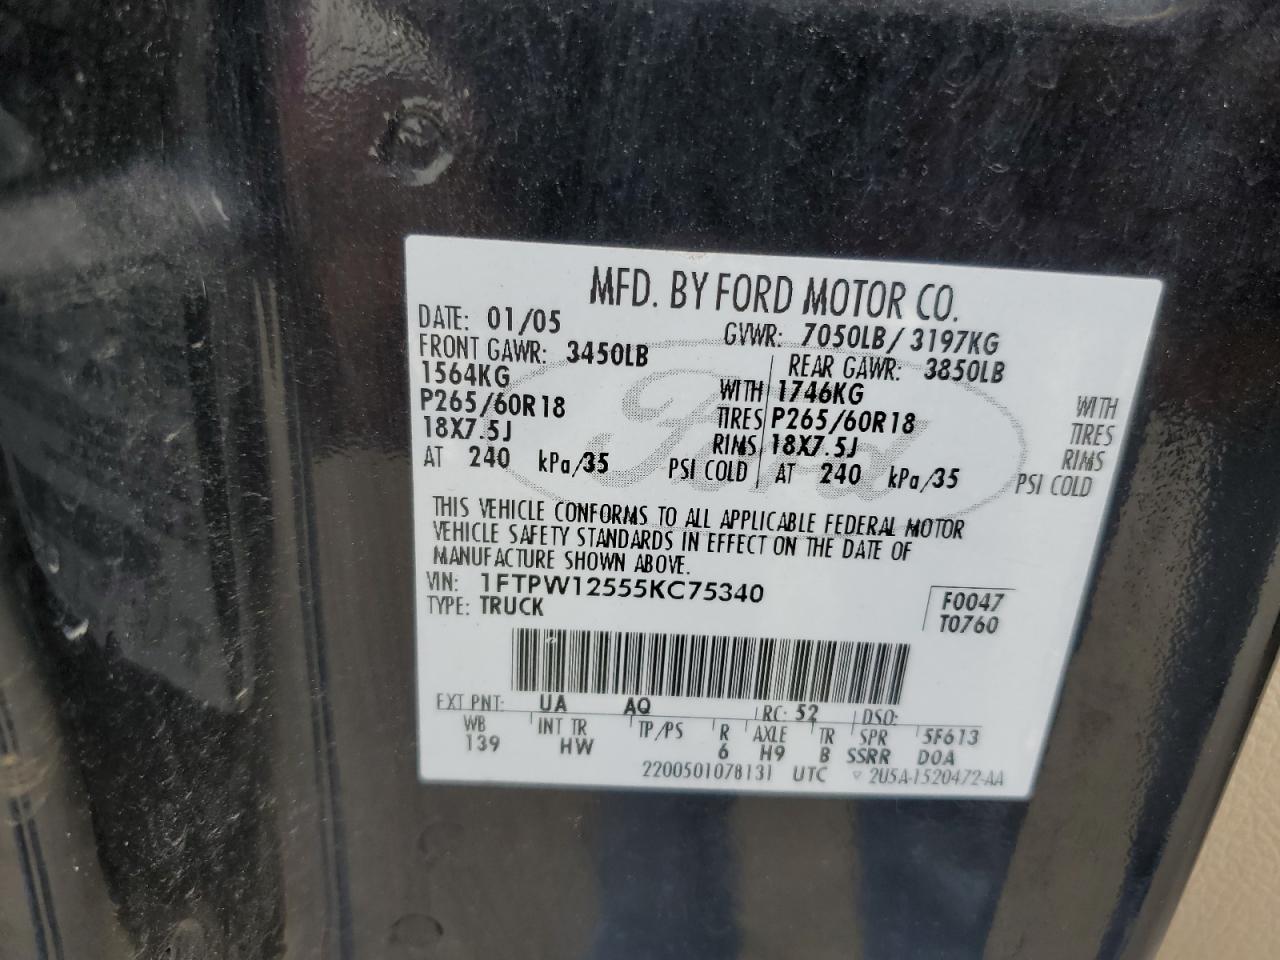 MFD. BY FORD MOTOR CO.
DATE: 01/05 GVWR: 7050LB / 3197KG
FRONT GAWR: 3450LB REAR GAWR: 3850LB
1564KG WITH 1746KG WITH
P265/60R18 TIRES P265/60R18 TIRES
18X7.5J RIMS 18X7.5J RIMS
AT 240 kPa/35 PSI COLD AT 240 kPa/35 PSI COLD
Ford
THIS VEHICLE CONFORMS TO ALL APPLICABLE FEDERAL MOTOR
VEHICLE SAFETY STANDARDS IN EFFECT ON THE DATE OF
MANUFACTURE SHOWN ABOVE.
VIN: 1FTPW12555KC75340 F0047
TYPE: TRUCK T0760
EXT PNT: UA AQ RC: 52 DSO:
WB INT TR TP/PS R AXLE TR SPR 5F613
139 HW 6 H9 B SSRR DOA
2200501078131 UTC ▽ 2U5A-1520472-AA